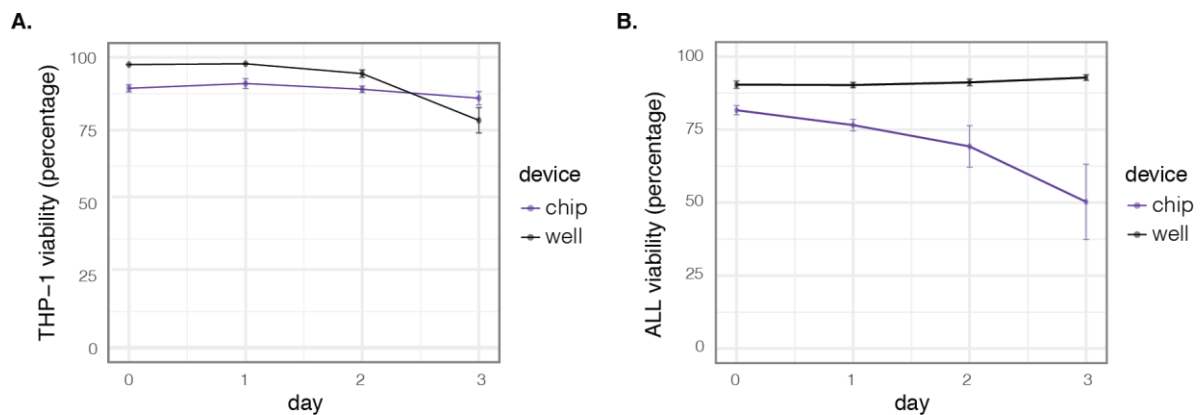 A.
THP-1 viability (percentage)
100
75
50
25
0
0 1 2 3
day
device
chip
well
B.
ALL viability (percentage)
100
75
50
25
0
0 1 2 3
day
device
chip
well